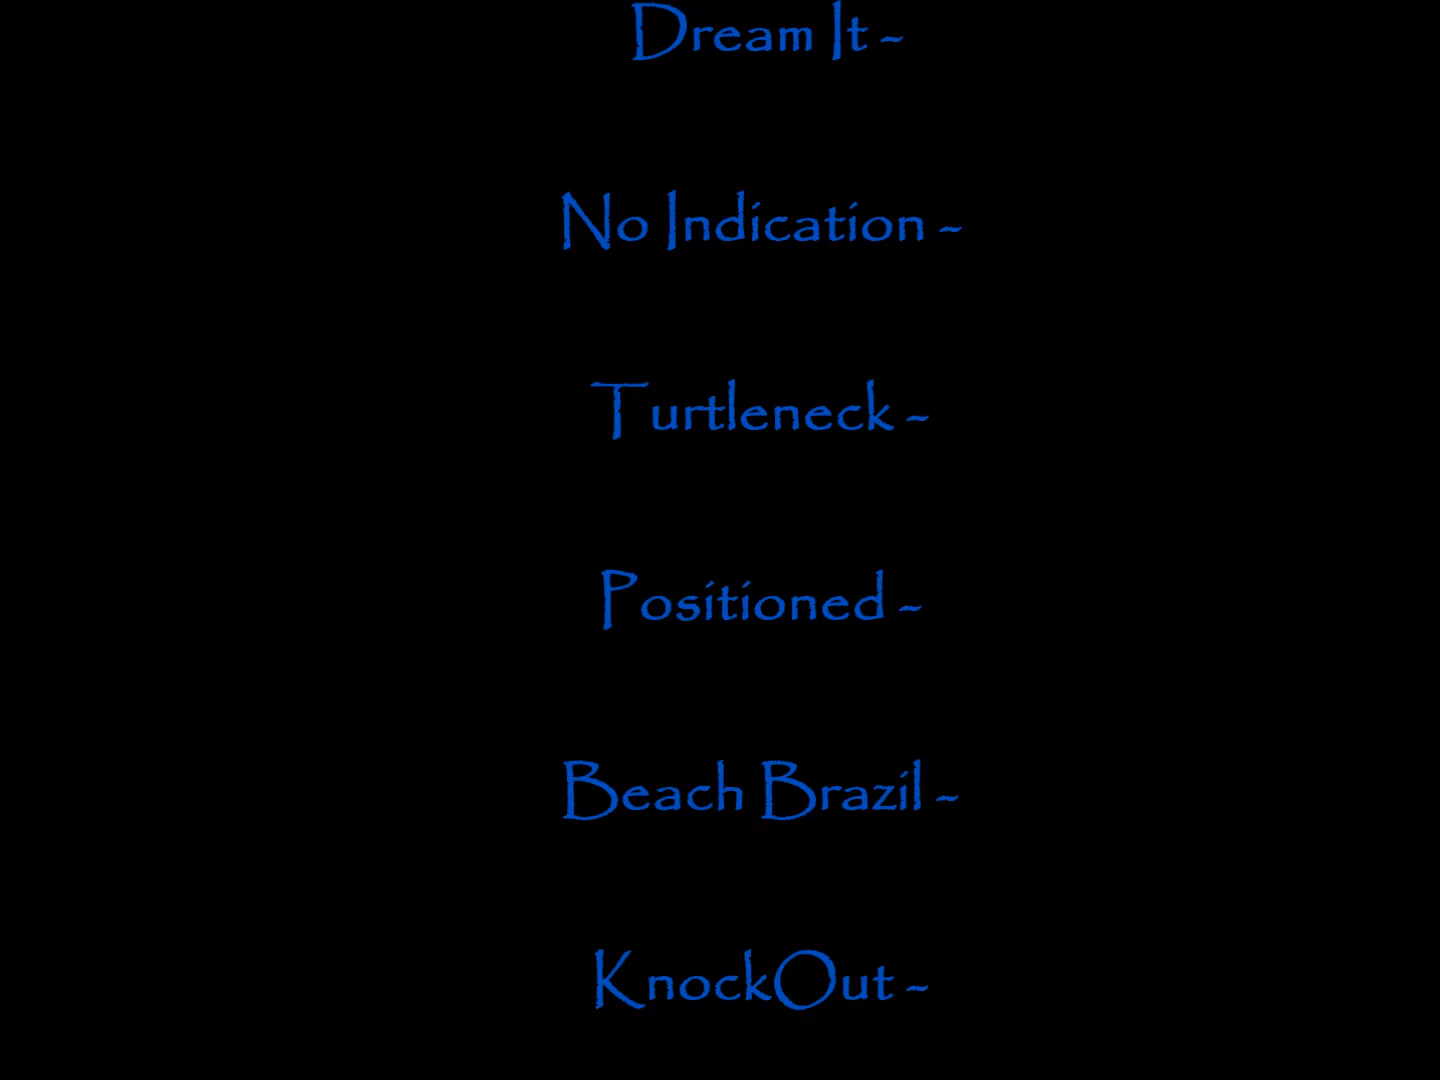 Dream It -
No Indication -
Turtleneck -
Positioned -
Beach Brazil -
KnockOut -